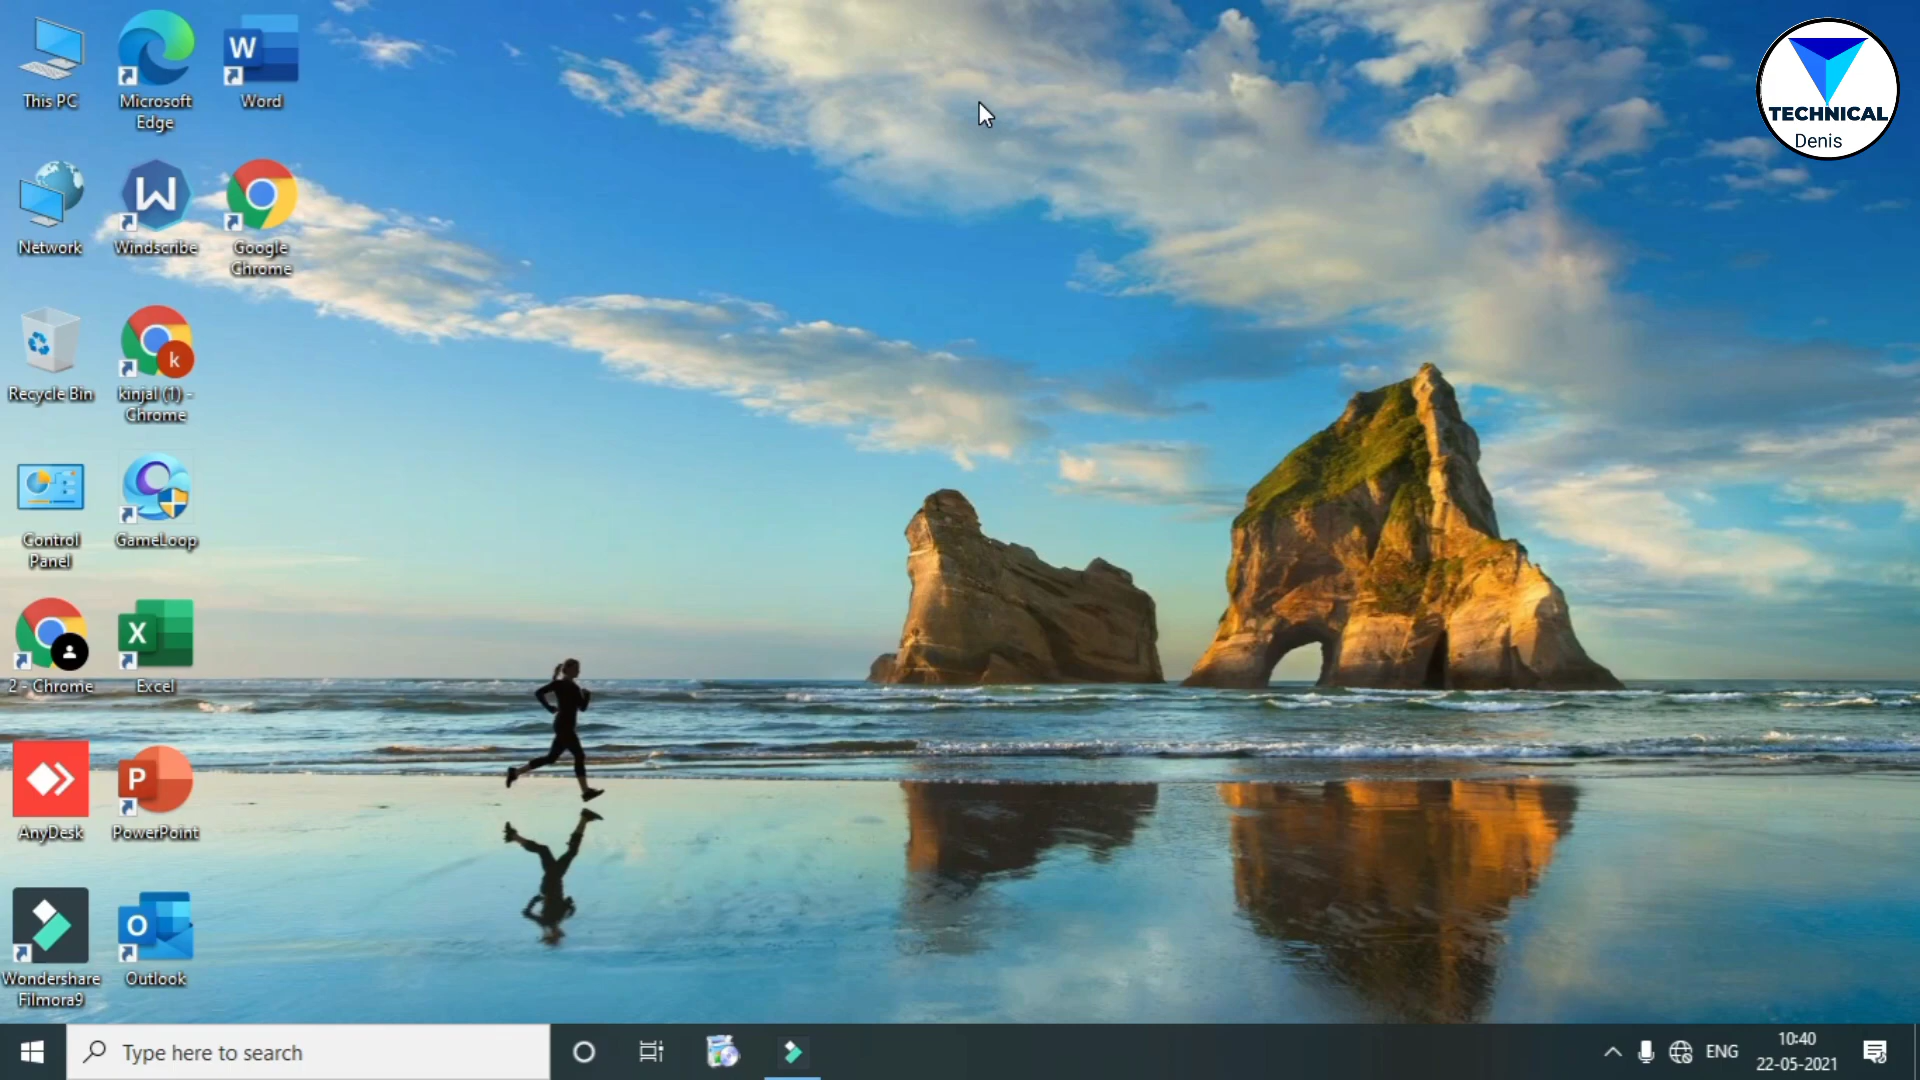 This PC
Microsoft
Edge
W
Word
TECHNICAL
Denis
Network
W
Windscribe
Google
Chrome
Recycle Bin
k
kinjal (1) -
Chrome
Control
Panel
GameLoop
2 - Chrome
X
Excel
AnyDesk
P
PowerPoint
Wondershare
Filmora9
O
Outlook
Type here to search
ENG
10:40
22-05-2021